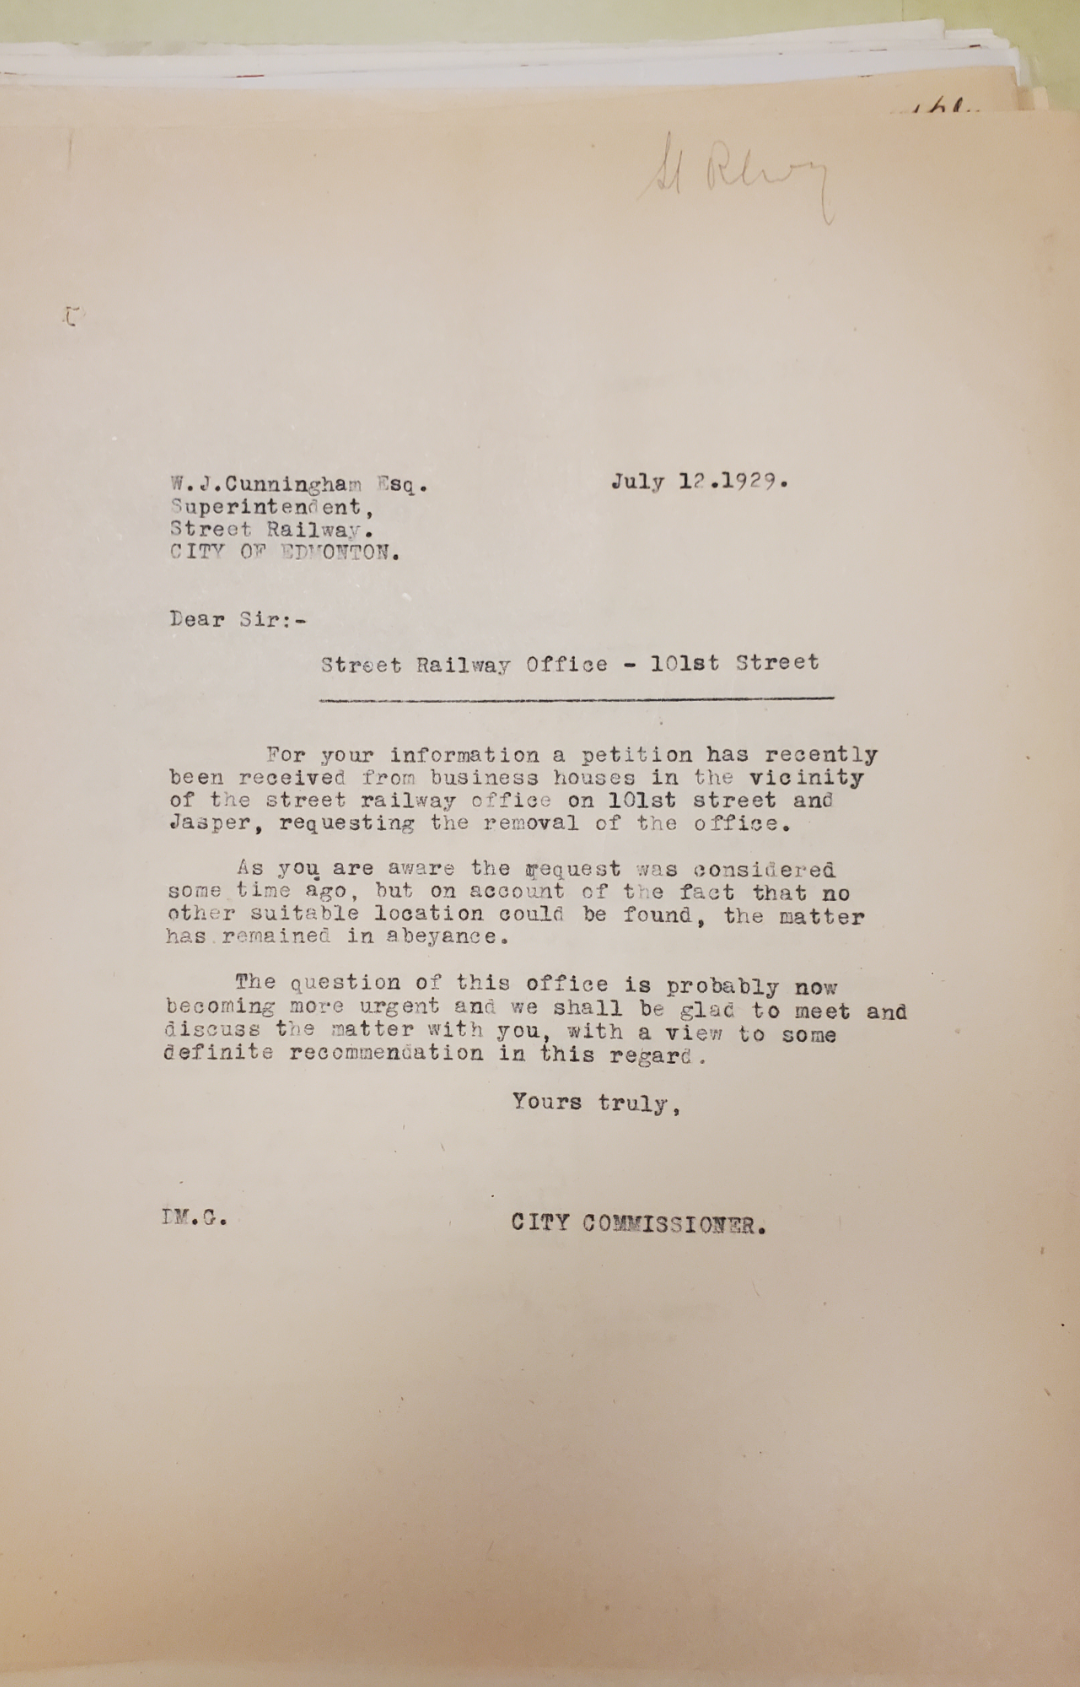 St Rlwy
W.J.Cunningham Esq. July 12.1929.
Superintendent,
Street Railway.
CITY OF EDMONTON.
Dear Sir:-
Street Railway Office - 101st Street
For your information a petition has recently
been received from business houses in the vicinity
of the street railway office on 101st street and
Jasper, requesting the removal of the office.
As you are aware the request was considered
some time ago, but on account of the fact that no
other suitable location could be found, the matter
has remained in abeyance.
The question of this office is probably now
becoming more urgent and we shall be glad to meet and
discuss the matter with you, with a view to some
definite recommendation in this regard.
Yours truly,
IM.G. CITY COMMISSIONER.